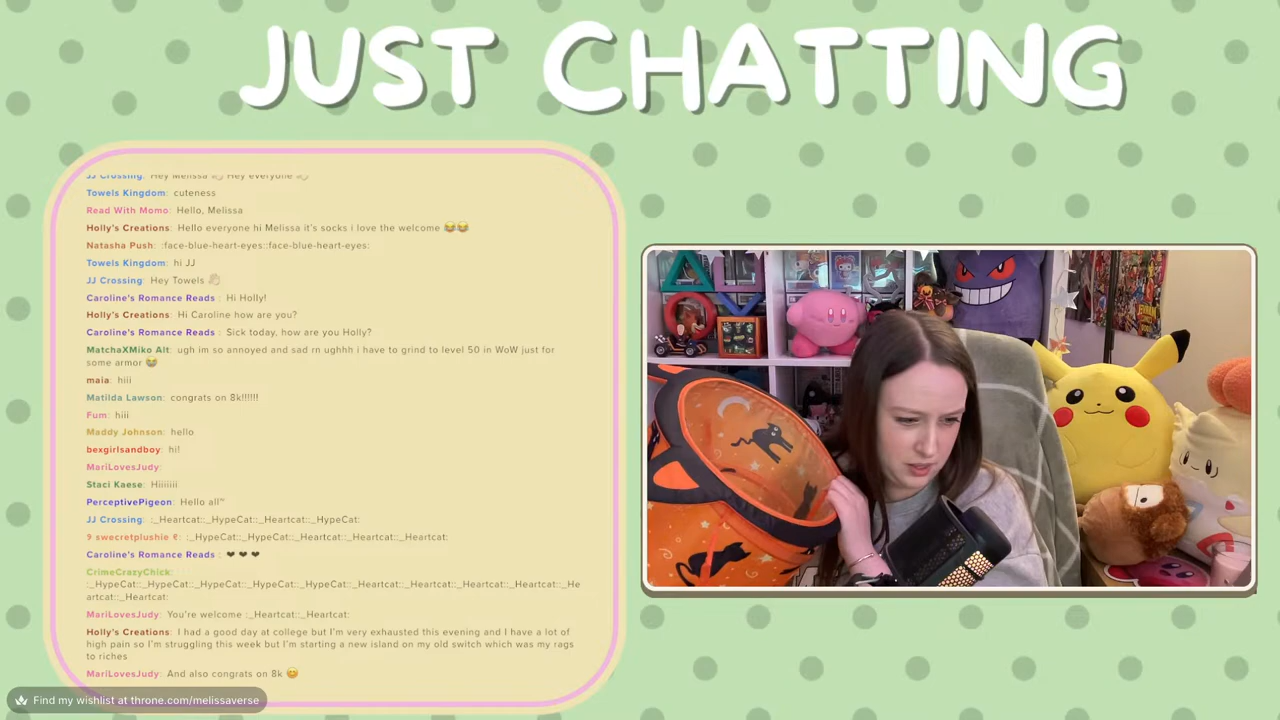 JUST CHATTING
JJ Crossing: Hey Melissa 👋 Hey everyone 👋
Towels Kingdom: cuteness
Read With Momo: Hello, Melissa
Holly's Creations: Hello everyone hi Melissa it's socks i love the welcome 😂😂
Natasha Push: :face-blue-heart-eyes::face-blue-heart-eyes:
Towels Kingdom: hi JJ
JJ Crossing: Hey Towels 👋
Caroline's Romance Reads : Hi Holly!
Holly's Creations: Hi Caroline how are you?
Caroline's Romance Reads : Sick today, how are you Holly?
MatchaXMiko Alt: ugh im so annoyed and sad rn ughhh i have to grind to level 50 in WoW just for
some armor 😹
maia: hiii
Matilda Lawson: congrats on 8k!!!!!!
Fum: hiii
Maddy Johnson: hello
bexgirlsandboy: hi!
MariLovesJudy:
Staci Kaese: Hiiiiiii
PerceptivePigeon: Hello all~
JJ Crossing: :_Heartcat::_HypeCat::_Heartcat::_HypeCat:
୨ swecretplushie ୧: :_HypeCat::_HypeCat::_Heartcat::_Heartcat::_Heartcat:
Caroline's Romance Reads : ❤ ❤ ❤
CrimeCrazyChick:
:_HypeCat::_HypeCat::_HypeCat::_HypeCat::_HypeCat::_Heartcat::_Heartcat::_Heartcat::_Heartcat::_He
artcat::_Heartcat:
MariLovesJudy: You're welcome :_Heartcat::_Heartcat:
Holly's Creations: I had a good day at college but I'm very exhausted this evening and I have a lot of
high pain so I'm struggling this week but I'm starting a new island on my old switch which was my rags
to riches
MariLovesJudy: And also congrats on 8k 😊
Find my wishlist at throne.com/melissaverse